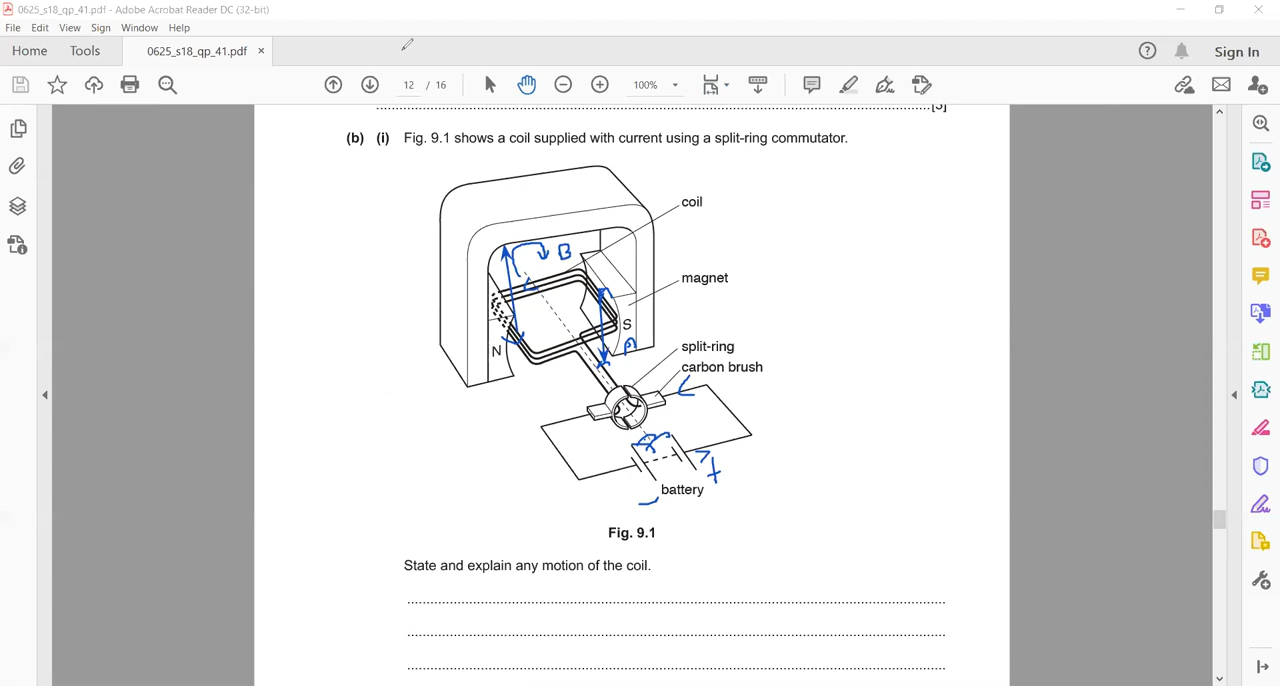 0625_s18_qp_41.pdf - Adobe Acrobat Reader DC (32-bit)
File Edit View Sign Window Help
Home Tools 0625_s18_qp_41.pdf × Sign In
12 / 16 100%
[3]
(b) (i) Fig. 9.1 shows a coil supplied with current using a split-ring commutator.
coil
B
magnet
S
N
A
split-ring
carbon brush
+
battery
Fig. 9.1
State and explain any motion of the coil.